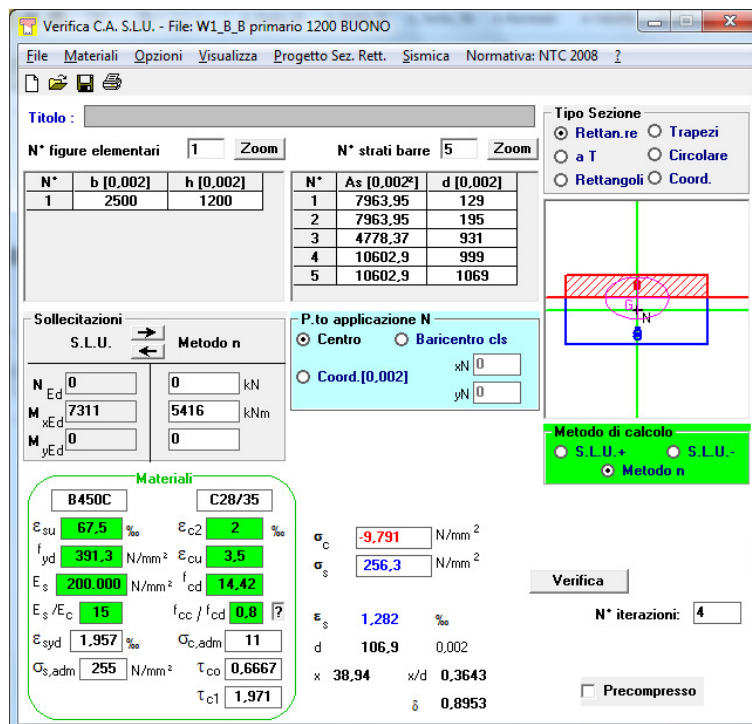 Verifica C.A. S.L.U. - File: W1_B_B primario 1200 BUONO
File Materiali Opzioni Visualizza Progetto Sez. Rett. Sismica Normativa: NTC 2008 ?
Titolo :
N° figure elementari 1 Zoom N° strati barre 5 Zoom
N° b [0,002] h [0,002]
1 2500 1200
N° As [0,002²] d [0,002]
1 7963,95 129
2 7963,95 195
3 4778,37 931
4 10602,9 999
5 10602,9 1069
Tipo Sezione
Rettan.re Trapezi
a T Circolare
Rettangoli Coord.
G
N
Sollecitazioni
S.L.U. Metodo n
N Ed 0 0 kN
M xEd 7311 5416 kNm
M yEd 0 0
P.to applicazione N
Centro Baricentro cls
Coord.[0,002] xN 0
yN 0
Metodo di calcolo
S.L.U.+ S.L.U.-
Metodo n
Materiali
B450C C28/35
εsu 67,5 ‰ εc2 2 ‰
fyd 391,3 N/mm² εcu 3,5
Es 200.000 N/mm² fcd 14,42
Es/Ec 15 fcc / fcd 0,8 ?
εsyd 1,957 ‰ σc,adm 11
σs,adm 255 N/mm² τco 0,6667
τc1 1,971
σc -9,791 N/mm²
σs 256,3 N/mm²
εs 1,282 ‰
d 106,9 0,002
x 38,94 x/d 0,3643
δ 0,8953
Verifica
N° iterazioni: 4
Precompresso